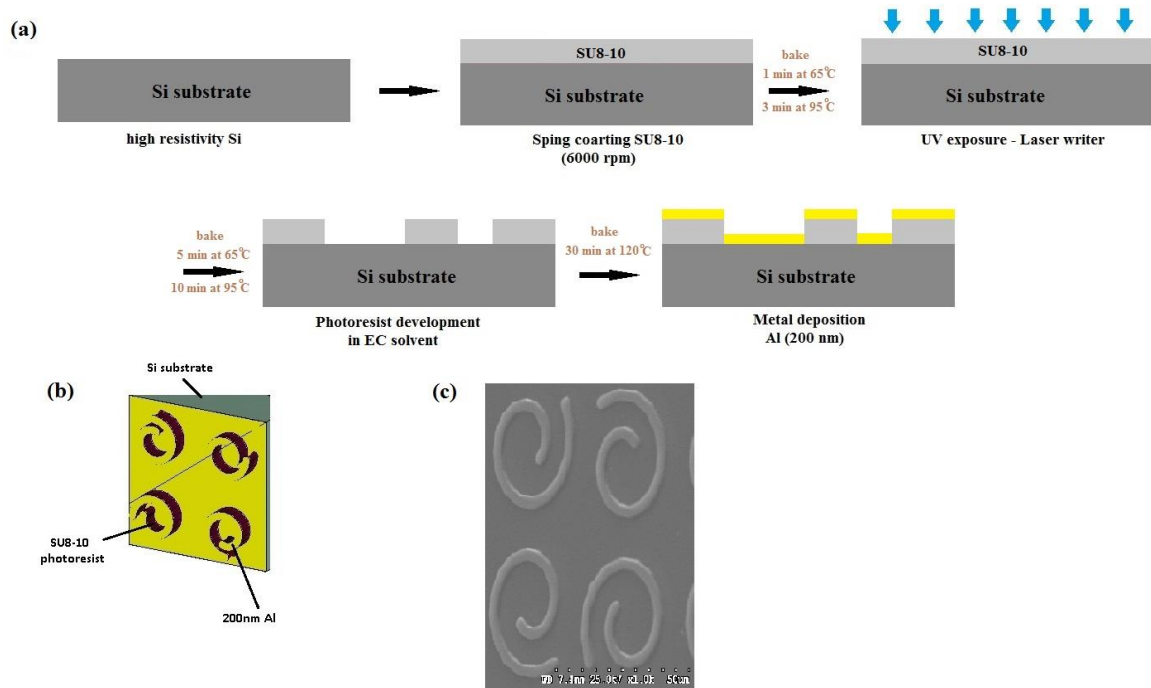 (a)
Si substrate
high resistivity Si
SU8-10
Si substrate
Sping coarting SU8-10
(6000 rpm)
bake
1 min at 65°C
3 min at 95°C
SU8-10
Si substrate
UV exposure - Laser writer
bake
5 min at 65°C
10 min at 95°C
Si substrate
Photoresist development
in EC solvent
bake
30 min at 120°C
Si substrate
Metal deposition
Al (200 nm)
(b)
Si substrate
SU8-10
photoresist
200nm Al
(c)
50um